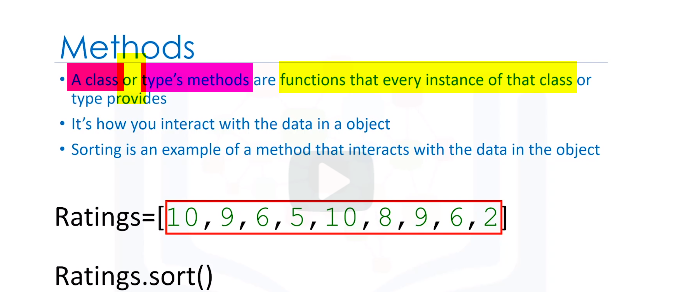 Methods
• A class or type's methods are functions that every instance of that class or
type provides
• It's how you interact with the data in a object
• Sorting is an example of a method that interacts with the data in the object
Ratings=[10,9,6,5,10,8,9,6,2]
Ratings.sort()